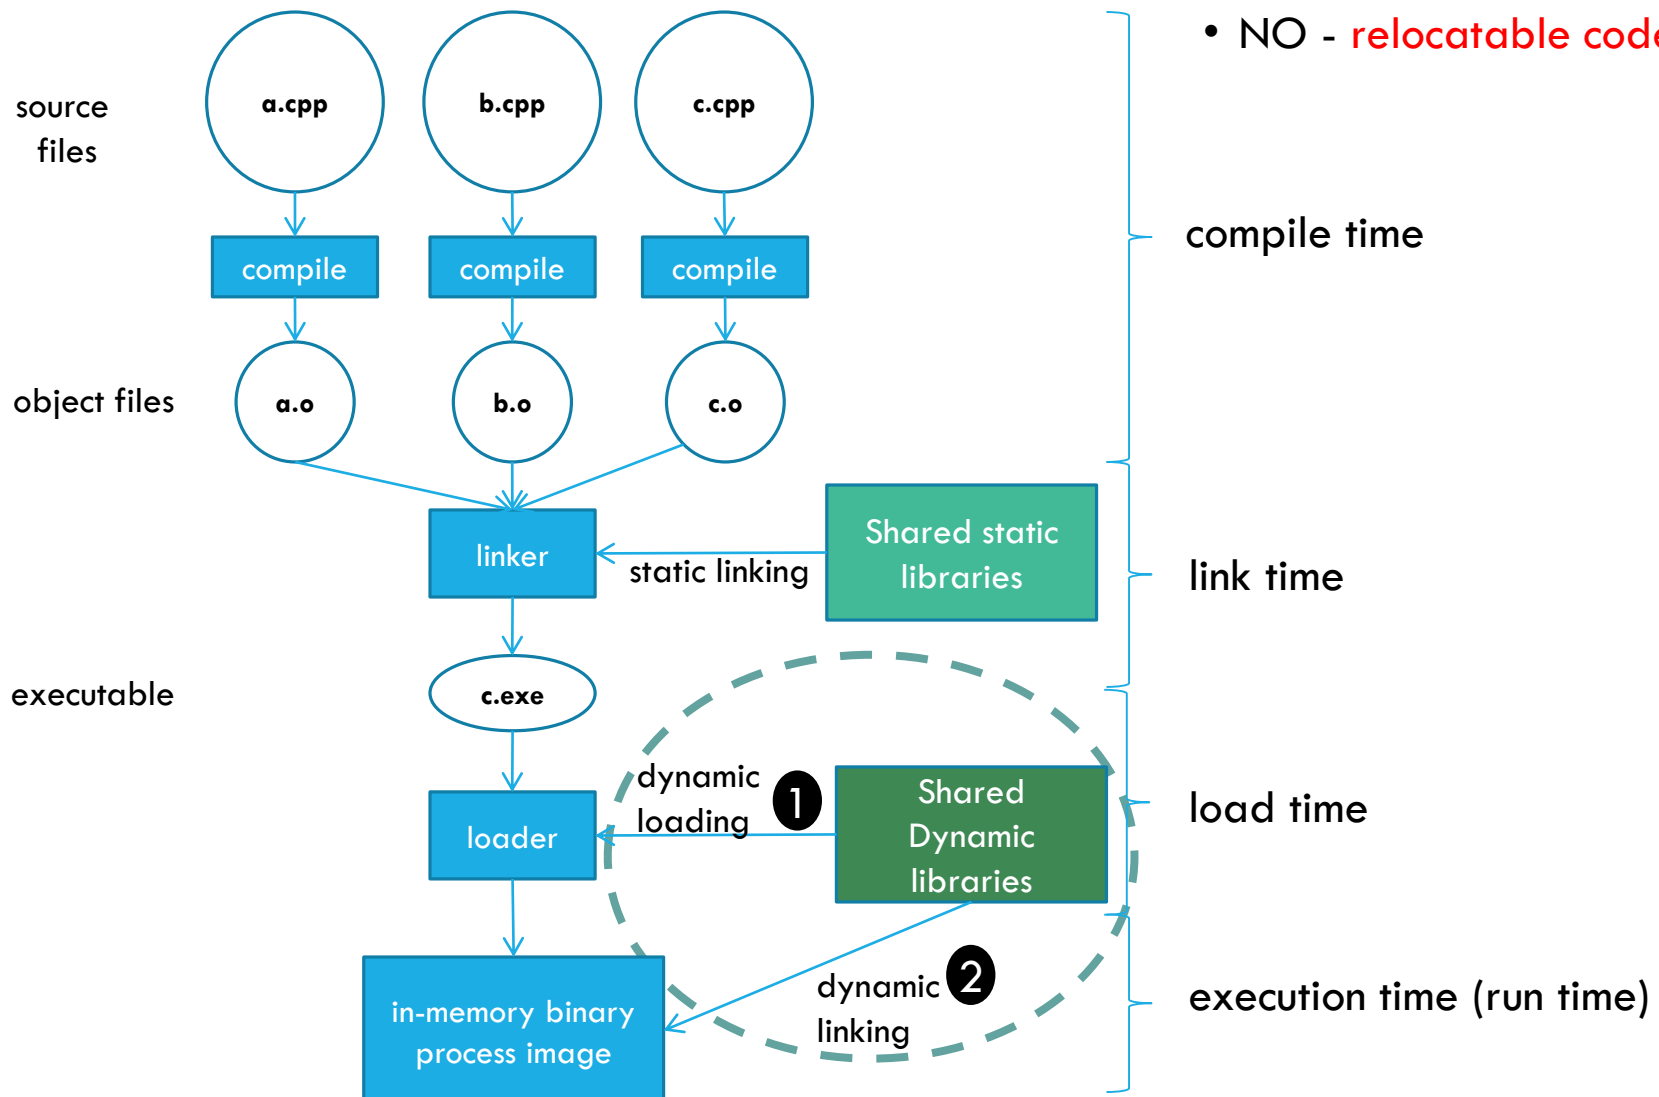 • NO - relocatable code
source
files
a.cpp
b.cpp
c.cpp
compile
compile
compile
compile time
object files
a.o
b.o
c.o
linker
static linking
Shared static
libraries
link time
executable
c.exe
dynamic
loading
1
loader
Shared
Dynamic
libraries
load time
in-memory binary
process image
dynamic
linking
2
execution time (run time)